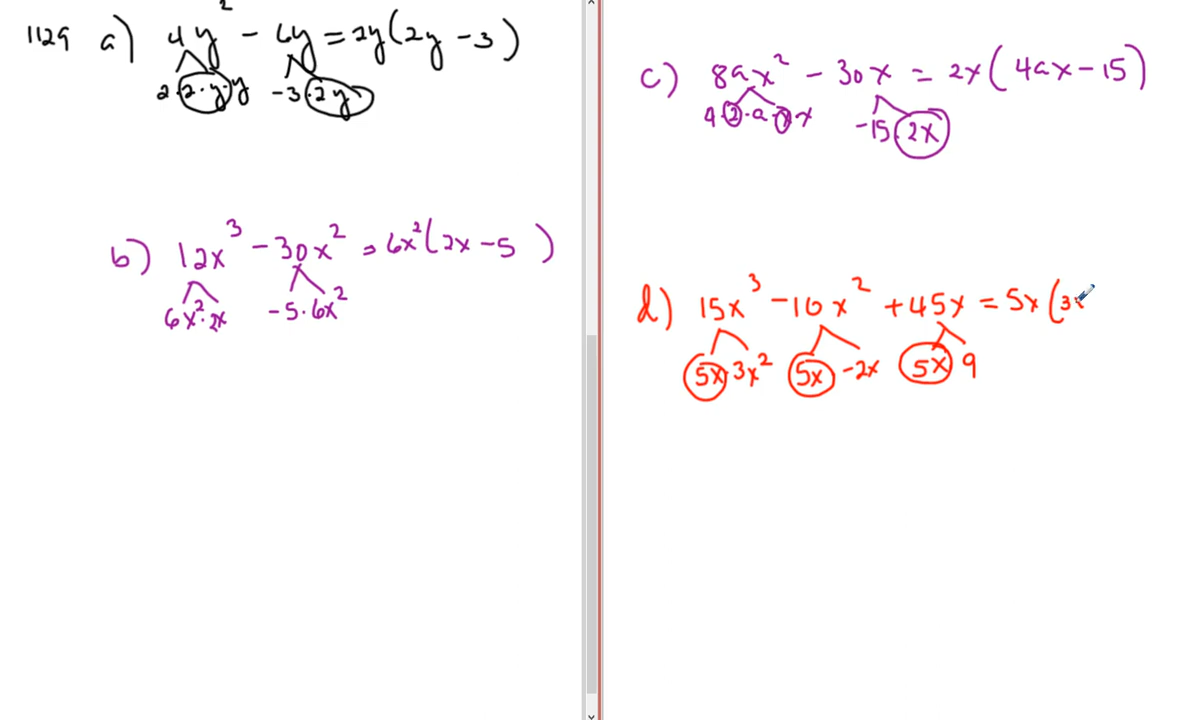 1129 a) 4y² - 6y = 2y(2y - 3)
2·2·y·y -3·2y
b) 12x³ - 30x² = 6x²(2x - 5 )
6x²·2x -5·6x²
c) 8ax² - 30x = 2x(4ax - 15)
4·2·a·x·x -15·2x
d) 15x³ - 10x² + 45x = 5x(3x
5x·3x² 5x -2x 5x 9